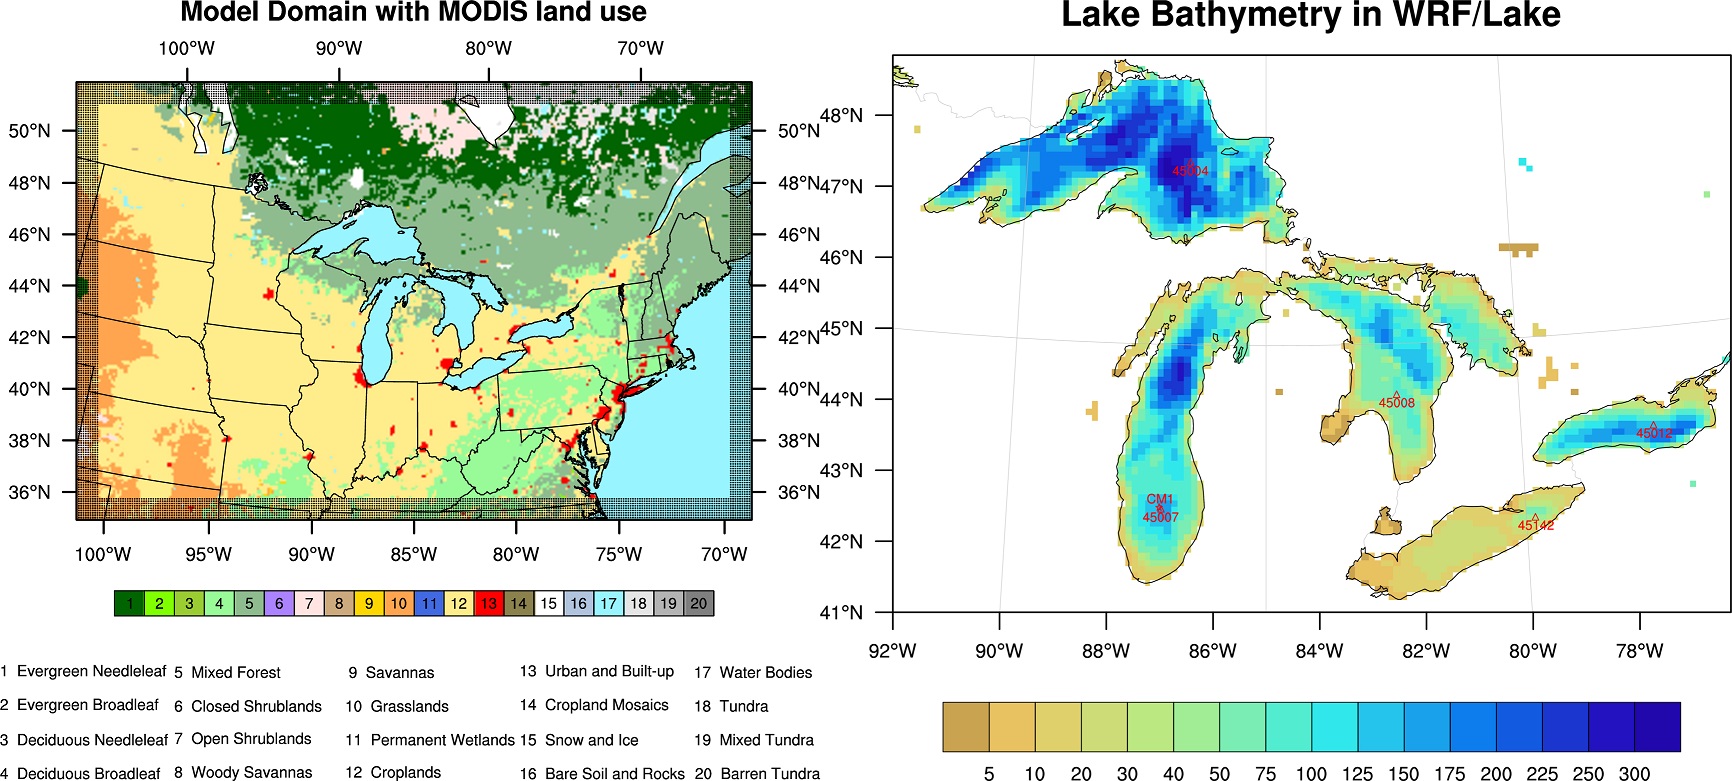 Model Domain with MODIS land use
100°W 90°W 80°W 70°W
50°N 50°N
48°N 48°N
46°N 46°N
44°N 44°N
42°N 42°N
40°N 40°N
38°N 38°N
36°N 36°N
100°W 95°W 90°W 85°W 80°W 75°W 70°W
1 2 3 4 5 6 7 8 9 10 11 12 13 14 15 16 17 18 19 20
1 Evergreen Needleleaf 5 Mixed Forest 9 Savannas 13 Urban and Built-up 17 Water Bodies
2 Evergreen Broadleaf 6 Closed Shrublands 10 Grasslands 14 Cropland Mosaics 18 Tundra
3 Deciduous Needleleaf 7 Open Shrublands 11 Permanent Wetlands 15 Snow and Ice 19 Mixed Tundra
4 Deciduous Broadleaf 8 Woody Savannas 12 Croplands 16 Bare Soil and Rocks 20 Barren Tundra
Lake Bathymetry in WRF/Lake
48°N
47°N
46°N
45°N
44°N
43°N
42°N
41°N
45004
45008
45012
CM1
45007
45142
92°W 90°W 88°W 86°W 84°W 82°W 80°W 78°W
5 10 20 30 40 50 75 100 125 150 175 200 225 250 300